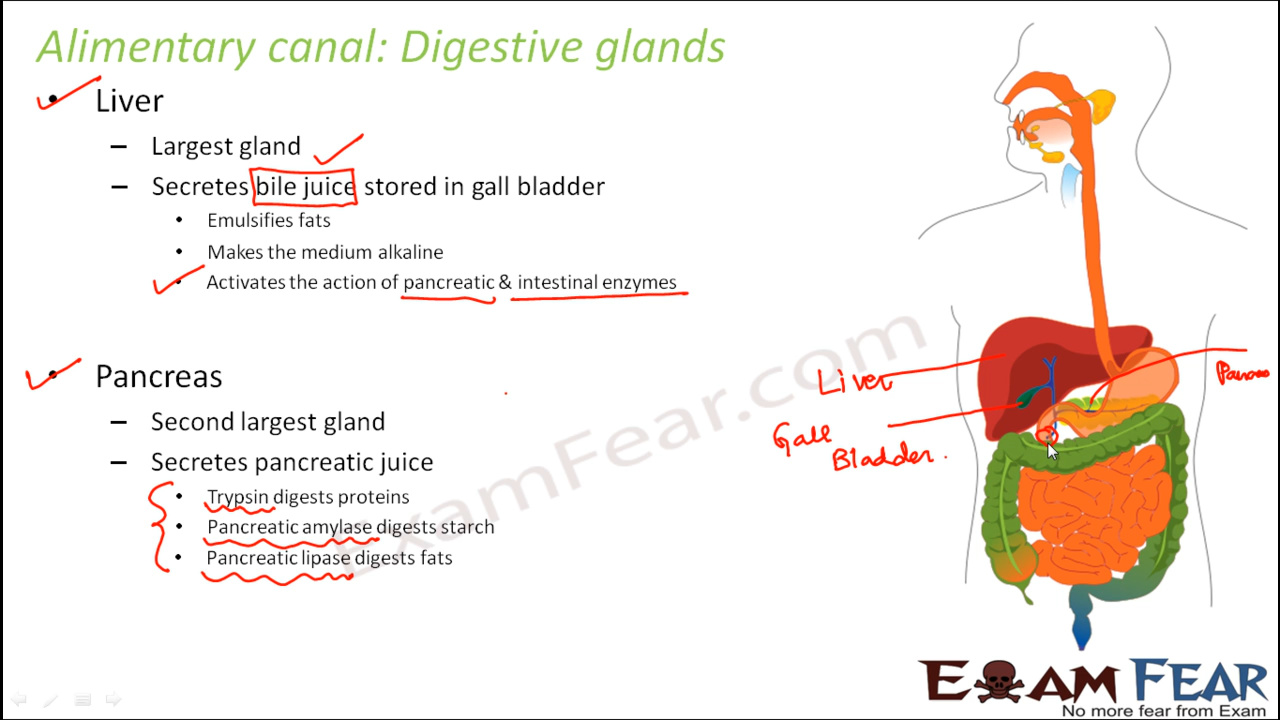 Alimentary canal: Digestive glands
• Liver
– Largest gland
– Secretes bile juice stored in gall bladder
• Emulsifies fats
• Makes the medium alkaline
• Activates the action of pancreatic & intestinal enzymes
• Pancreas
– Second largest gland
– Secretes pancreatic juice
• Trypsin digests proteins
• Pancreatic amylase digests starch
• Pancreatic lipase digests fats
Liver
Gall
Bladder.
ExamFear.com
EXAM FEAR
No more fear from Exam